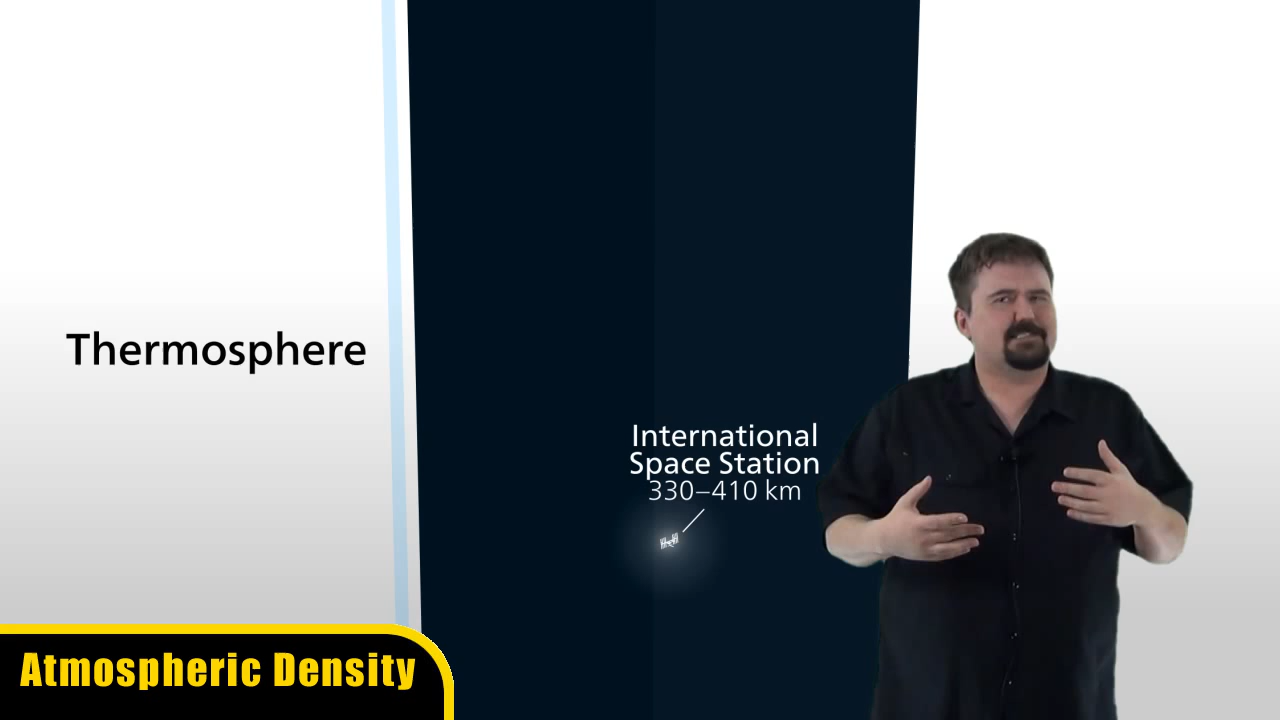 Thermosphere
International
Space Station
330–410 km
Atmospheric Density